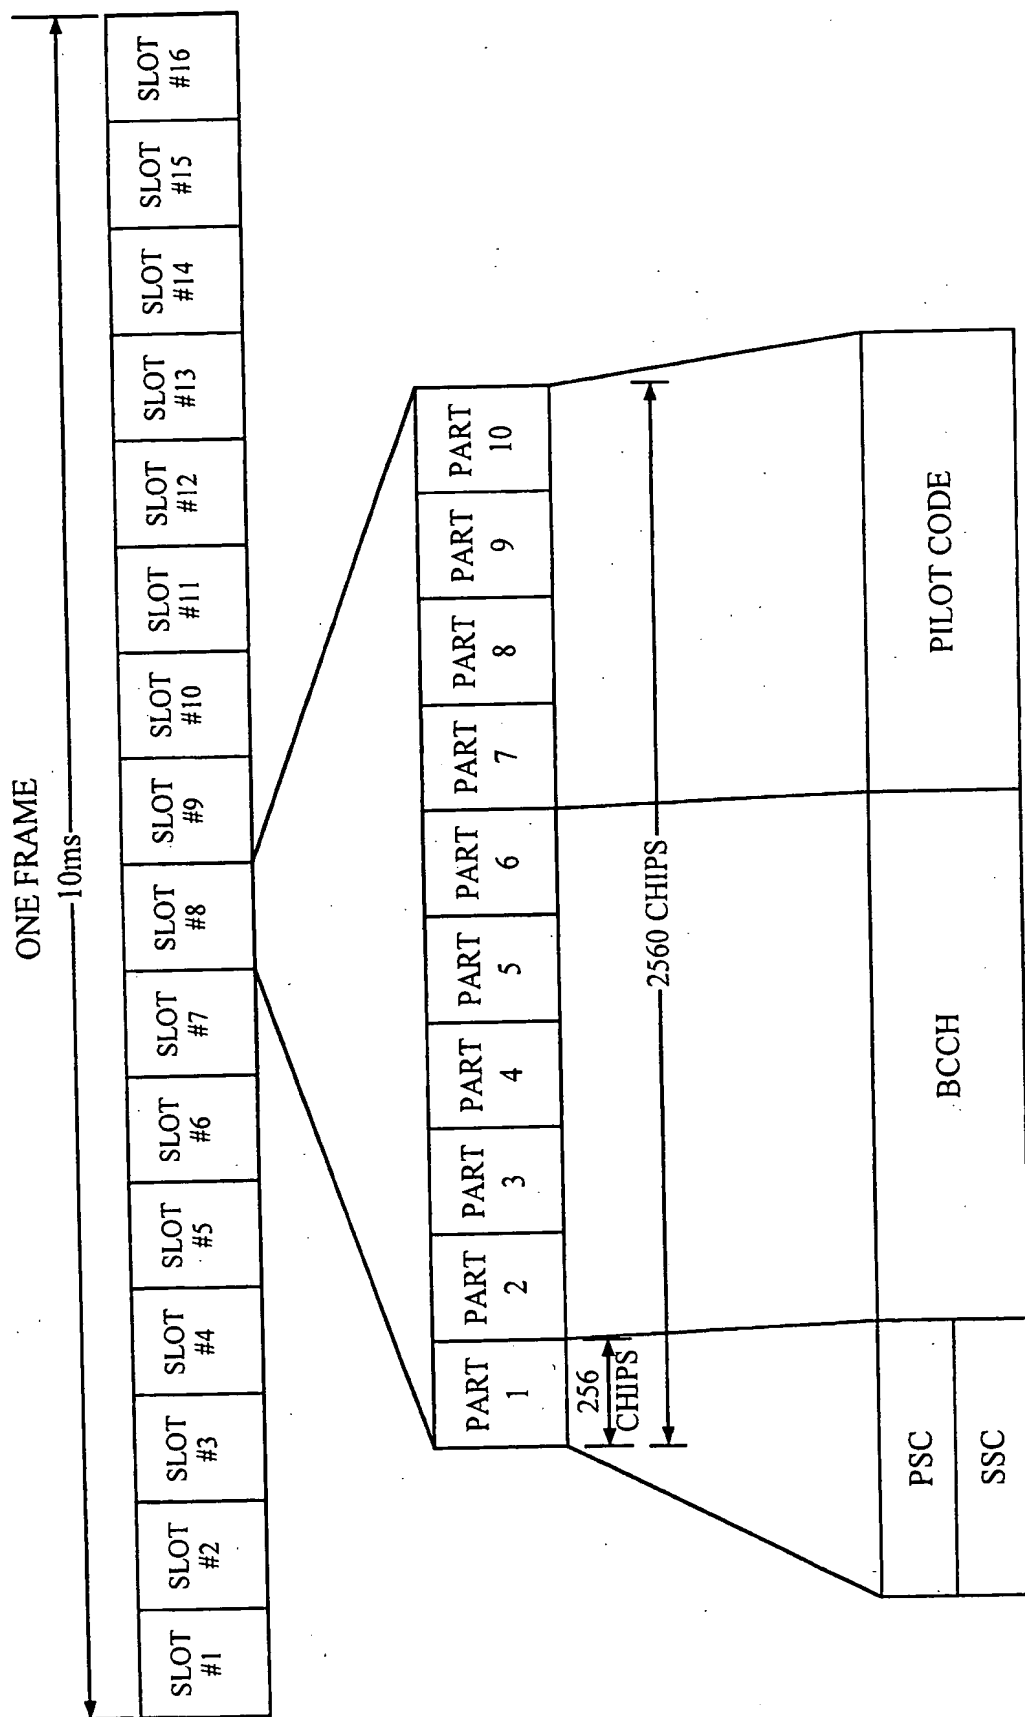 ONE FRAME
10ms
SLOT
#1
SLOT
#2
SLOT
#3
SLOT
#4
SLOT
#5
SLOT
#6
SLOT
#7
SLOT
#8
SLOT
#9
SLOT
#10
SLOT
#11
SLOT
#12
SLOT
#13
SLOT
#14
SLOT
#15
SLOT
#16
PART
1
PART
2
PART
3
PART
4
PART
5
PART
6
PART
7
PART
8
PART
9
PART
10
256
CHIPS
2560 CHIPS
PSC
SSC
BCCH
PILOT CODE